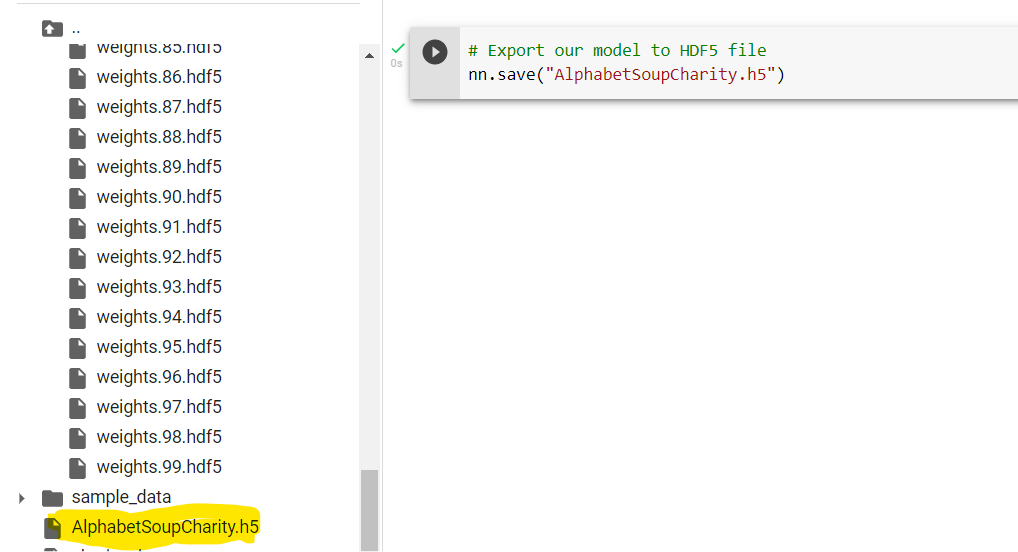 ..
weights.85.hdf5
weights.86.hdf5
weights.87.hdf5
weights.88.hdf5
weights.89.hdf5
weights.90.hdf5
weights.91.hdf5
weights.92.hdf5
weights.93.hdf5
weights.94.hdf5
weights.95.hdf5
weights.96.hdf5
weights.97.hdf5
weights.98.hdf5
weights.99.hdf5
sample_data
AlphabetSoupCharity.h5
0s
# Export our model to HDF5 file
nn.save("AlphabetSoupCharity.h5")